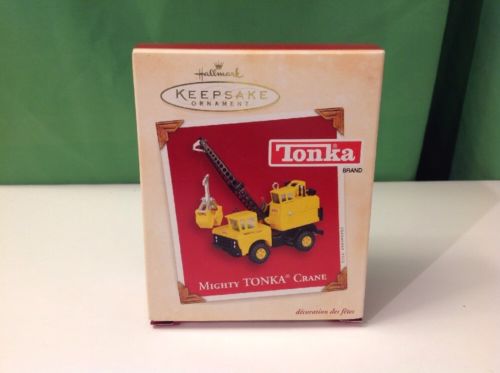 Hallmark
KEEPSAKE
ORNAMENT
Tonka
BRAND
MIGHTY TONKA® CRANE
décoration des fêtes